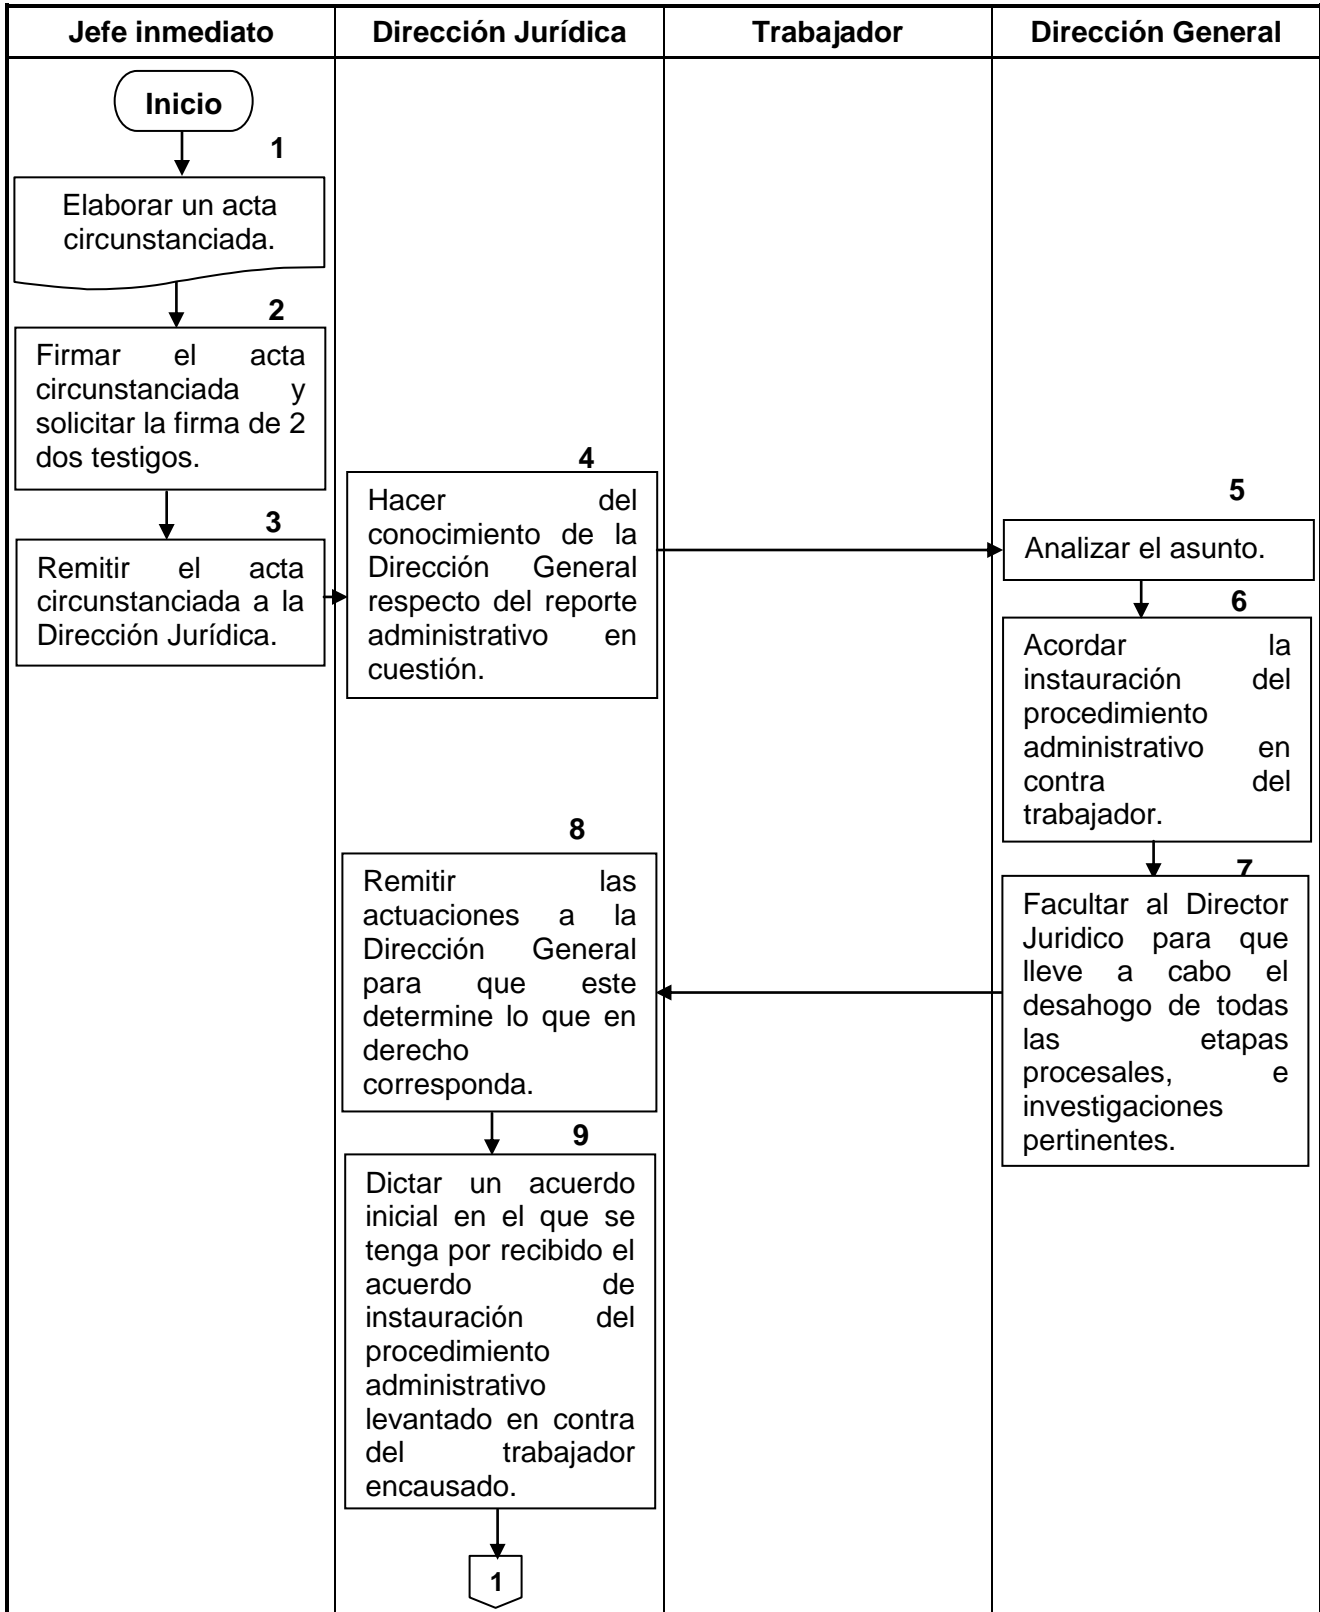 Jefe inmediato
Dirección Jurídica
Trabajador
Dirección General
Inicio
1
Elaborar un acta
circunstanciada.
2
Firmar el acta
circunstanciada y
solicitar la firma de 2
dos testigos.
3
Remitir el acta
circunstanciada a la
Dirección Jurídica.
4
Hacer del
conocimiento de la
Dirección General
respecto del reporte
administrativo en
cuestión.
5
Analizar el asunto.
6
Acordar la
instauración del
procedimiento
administrativo en
contra del
trabajador.
7
Facultar al Director
Juridico para que
lleve a cabo el
desahogo de todas
las etapas
procesales, e
investigaciones
pertinentes.
8
Remitir las
actuaciones a la
Dirección General
para que este
determine lo que en
derecho
corresponda.
9
Dictar un acuerdo
inicial en el que se
tenga por recibido el
acuerdo de
instauración del
procedimiento
administrativo
levantado en contra
del trabajador
encausado.
1